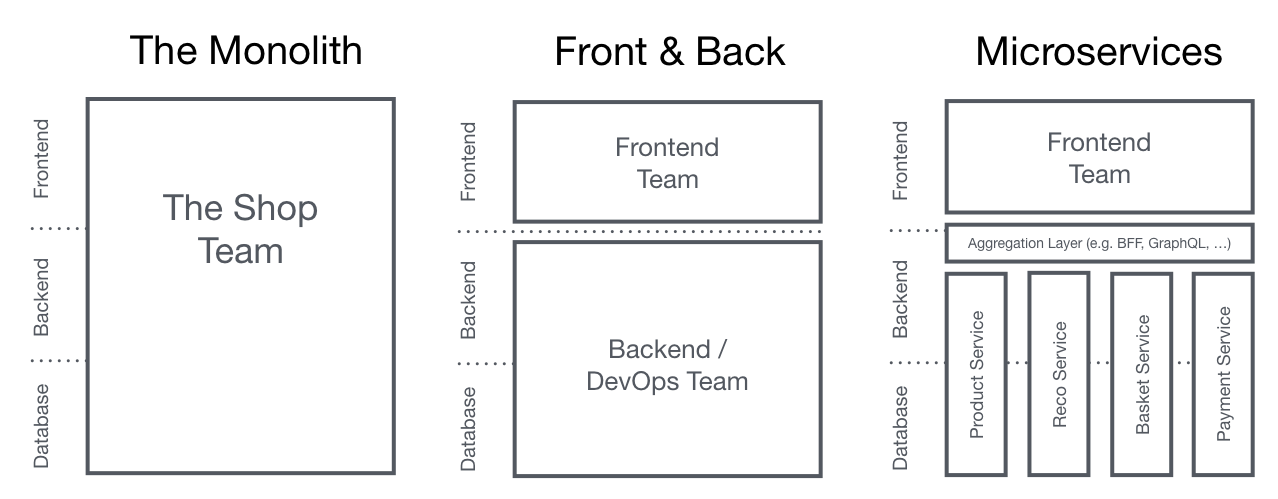 The Monolith
Frontend
Backend
Database
The Shop
Team
Front & Back
Frontend
Backend
Database
Frontend
Team
Backend /
DevOps Team
Microservices
Frontend
Backend
Database
Frontend
Team
Aggregation Layer (e.g. BFF, GraphQL, …)
Product Service
Reco Service
Basket Service
Payment Service